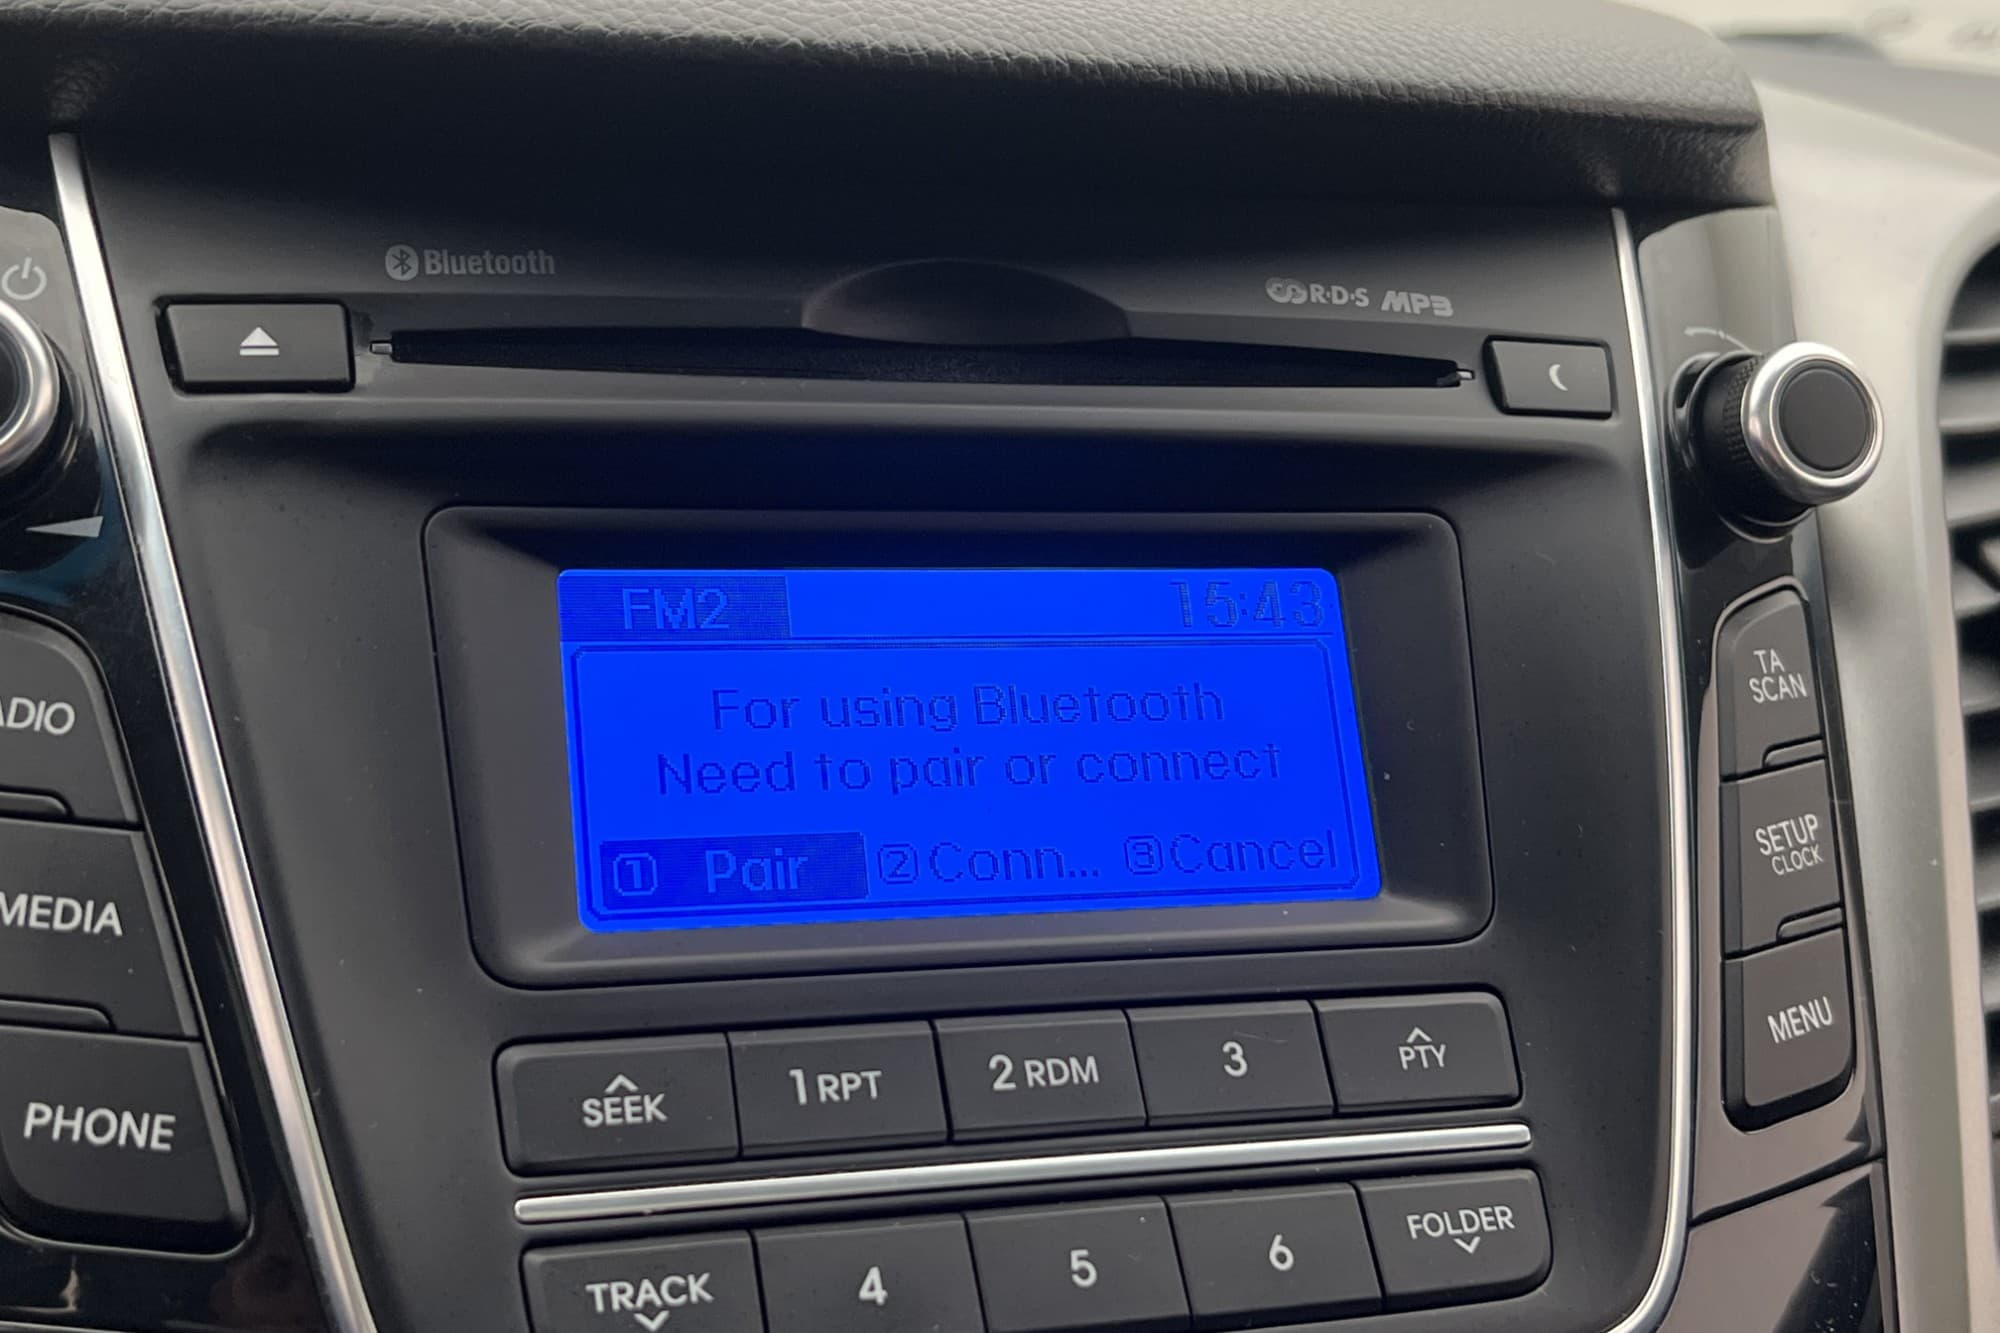 Bluetooth
R·D·S MP3
FM2 15:43
For using Bluetooth
Need to pair or connect
1 Pair 2 Conn... 3 Cancel
TA
SCAN
SETUP
CLOCK
MENU
ADIO
MEDIA
PHONE
SEEK 1 RPT 2 RDM 3 PTY
TRACK 4 5 6 FOLDER